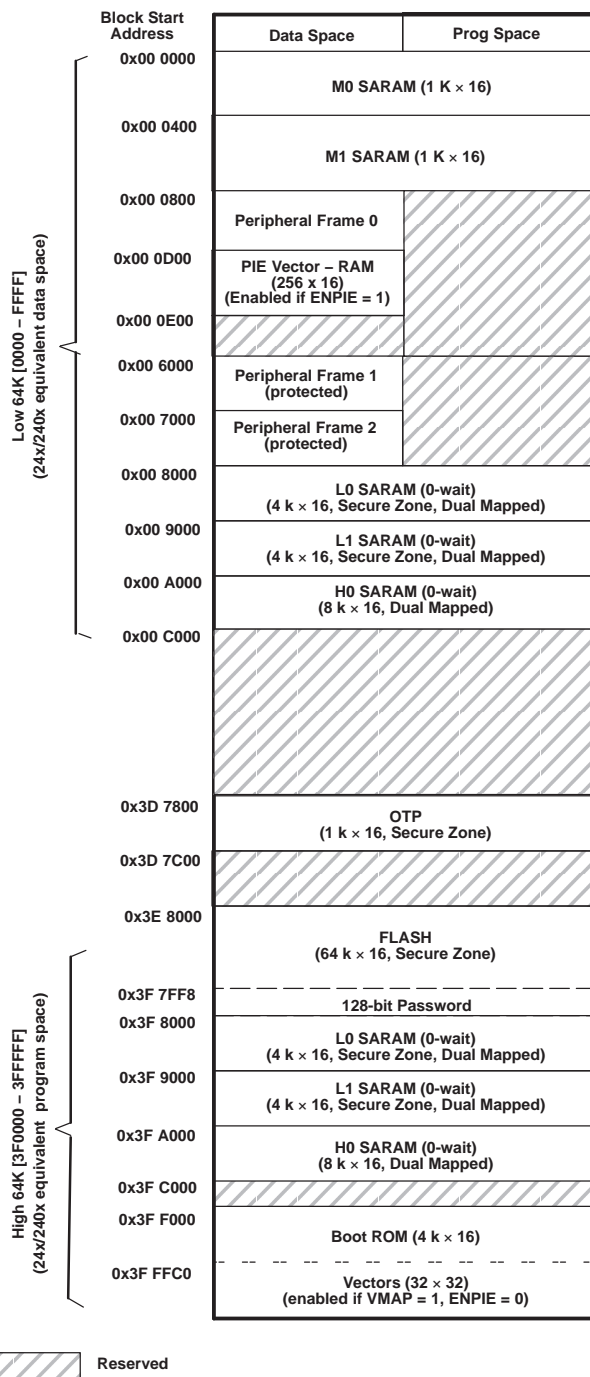 Block Start
Address
Data Space
Prog Space
0x00 0000
M0 SARAM (1 K × 16)
0x00 0400
M1 SARAM (1 K × 16)
0x00 0800
Peripheral Frame 0
0x00 0D00
PIE Vector – RAM
(256 x 16)
(Enabled if ENPIE = 1)
0x00 0E00
0x00 6000
Peripheral Frame 1
(protected)
0x00 7000
Peripheral Frame 2
(protected)
0x00 8000
L0 SARAM (0-wait)
(4 k × 16, Secure Zone, Dual Mapped)
0x00 9000
L1 SARAM (0-wait)
(4 k × 16, Secure Zone, Dual Mapped)
0x00 A000
H0 SARAM (0-wait)
(8 k × 16, Dual Mapped)
0x00 C000
Low 64K [0000 – FFFF]
(24x/240x equivalent data space)
0x3D 7800
OTP
(1 k × 16, Secure Zone)
0x3D 7C00
0x3E 8000
FLASH
(64 k × 16, Secure Zone)
0x3F 7FF8
128-bit Password
0x3F 8000
L0 SARAM (0-wait)
(4 k × 16, Secure Zone, Dual Mapped)
0x3F 9000
L1 SARAM (0-wait)
(4 k × 16, Secure Zone, Dual Mapped)
0x3F A000
H0 SARAM (0-wait)
(8 k × 16, Dual Mapped)
0x3F C000
0x3F F000
Boot ROM (4 k × 16)
0x3F FFC0
Vectors (32 × 32)
(enabled if VMAP = 1, ENPIE = 0)
High 64K [3F0000 – 3FFFFF]
(24x/240x equivalent program space)
Reserved